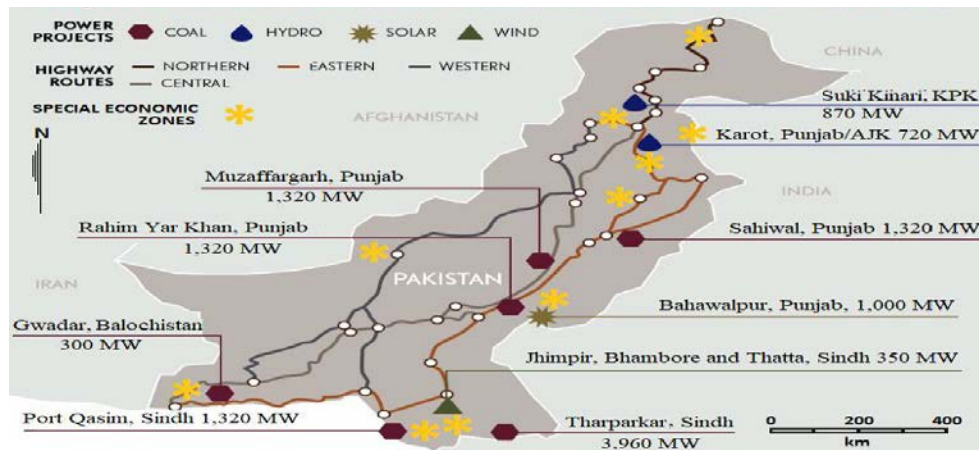 POWER PROJECTS COAL HYDRO SOLAR WIND
HIGHWAY ROUTES NORTHERN EASTERN WESTERN
CENTRAL
SPECIAL ECONOMIC ZONES
N
CHINA
AFGHANISTAN
Suki Kinari, KPK
870 MW
Karot, Punjab/AJK 720 MW
Muzaffargarh, Punjab
1,320 MW
INDIA
Rahim Yar Khan, Punjab
1,320 MW
Sahiwal, Punjab 1,320 MW
PAKISTAN
IRAN
Bahawalpur, Punjab, 1,000 MW
Gwadar, Balochistan
300 MW
Jhimpir, Bhambore and Thatta, Sindh 350 MW
Port Qasim, Sindh 1,320 MW
Tharparkar, Sindh
3,960 MW
0 200 400
km